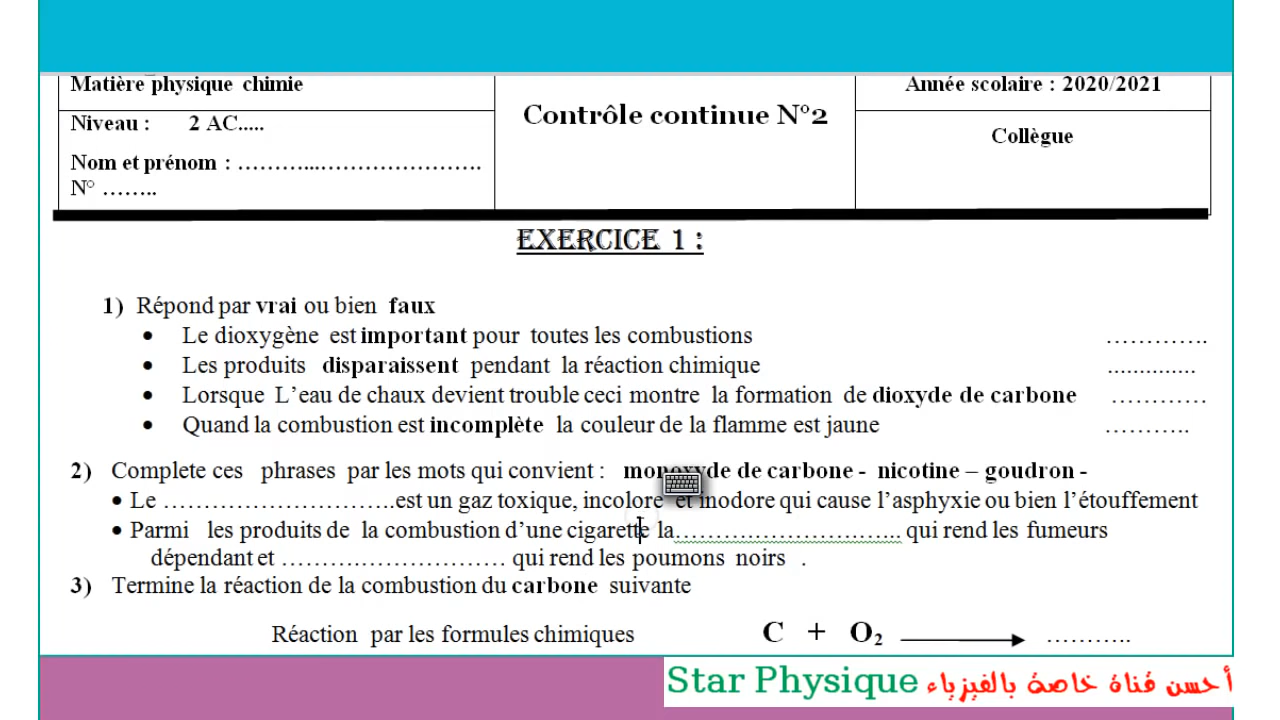 Matière physique chimie
Année scolaire : 2020/2021
Niveau : 2 AC.....
Contrôle continue N°2
Collègue
Nom et prénom : ………...………………….
N° ……..
EXERCICE 1 :
1) Répond par vrai ou bien faux
• Le dioxygène est important pour toutes les combustions ………….
• Les produits disparaissent pendant la réaction chimique ..............
• Lorsque L’eau de chaux devient trouble ceci montre la formation de dioxyde de carbone …………
• Quand la combustion est incomplète la couleur de la flamme est jaune ………..
2) Complete ces phrases par les mots qui convient : monoxyde de carbone - nicotine – goudron -
• Le ………………………..est un gaz toxique, incolore et inodore qui cause l’asphyxie ou bien l’étouffement
• Parmi les produits de la combustion d’une cigarette la……….………….…... qui rend les fumeurs
dépendant et ……….……………… qui rend les poumons noirs .
3) Termine la réaction de la combustion du carbone suivante
Réaction par les formules chimiques C + O₂ ⟶ ………..
Star Physique أحسن قناة خاصة بالفيزياء